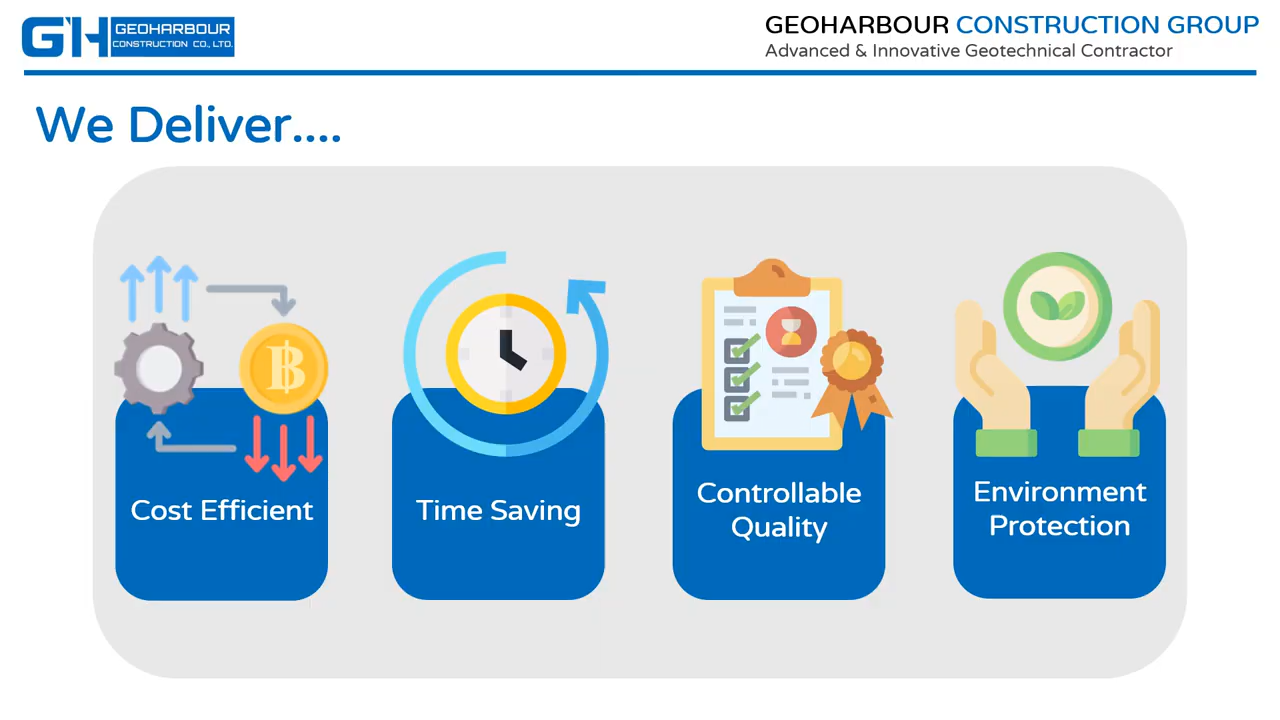 GH GEOHARBOUR
CONSTRUCTION CO., LTD.
GEOHARBOUR CONSTRUCTION GROUP
Advanced & Innovative Geotechnical Contractor
We Deliver....
Cost Efficient
Time Saving
Controllable
Quality
Environment
Protection